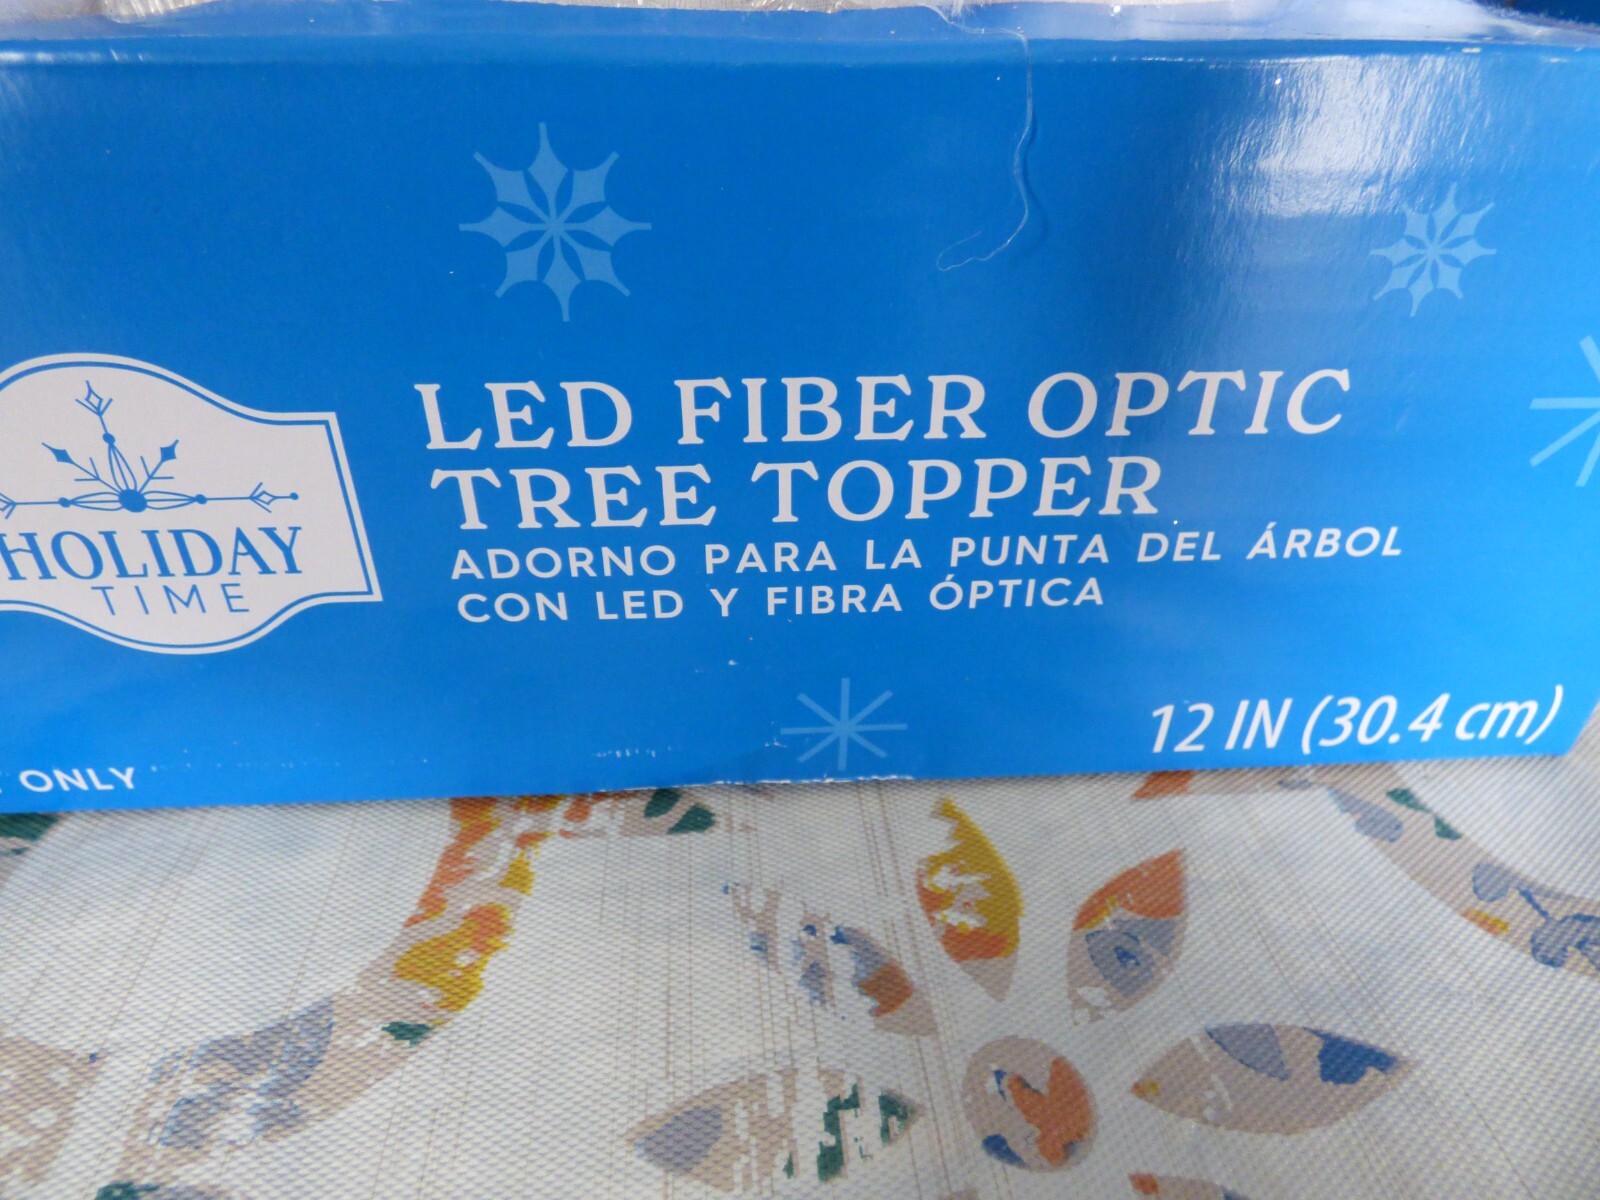 HOLIDAY
TIME
LED FIBER OPTIC
TREE TOPPER
ADORNO PARA LA PUNTA DEL ÁRBOL
CON LED Y FIBRA ÓPTICA
12 IN (30.4 cm)
ONLY